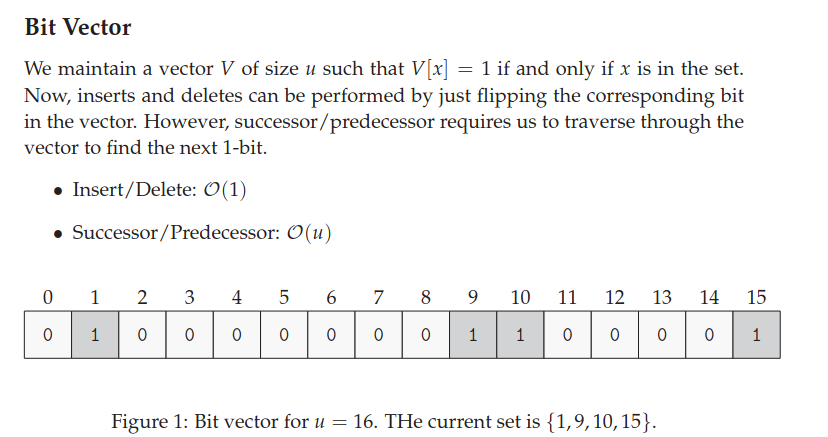 Bit Vector
We maintain a vector V of size u such that V[x] = 1 if and only if x is in the set.
Now, inserts and deletes can be performed by just flipping the corresponding bit
in the vector. However, successor/predecessor requires us to traverse through the
vector to find the next 1-bit.
• Insert/Delete: 𝒪(1)
• Successor/Predecessor: 𝒪(u)
0 1 2 3 4 5 6 7 8 9 10 11 12 13 14 15
0 1 0 0 0 0 0 0 0 1 1 0 0 0 0 1
Figure 1: Bit vector for u = 16. THe current set is {1, 9, 10, 15}.